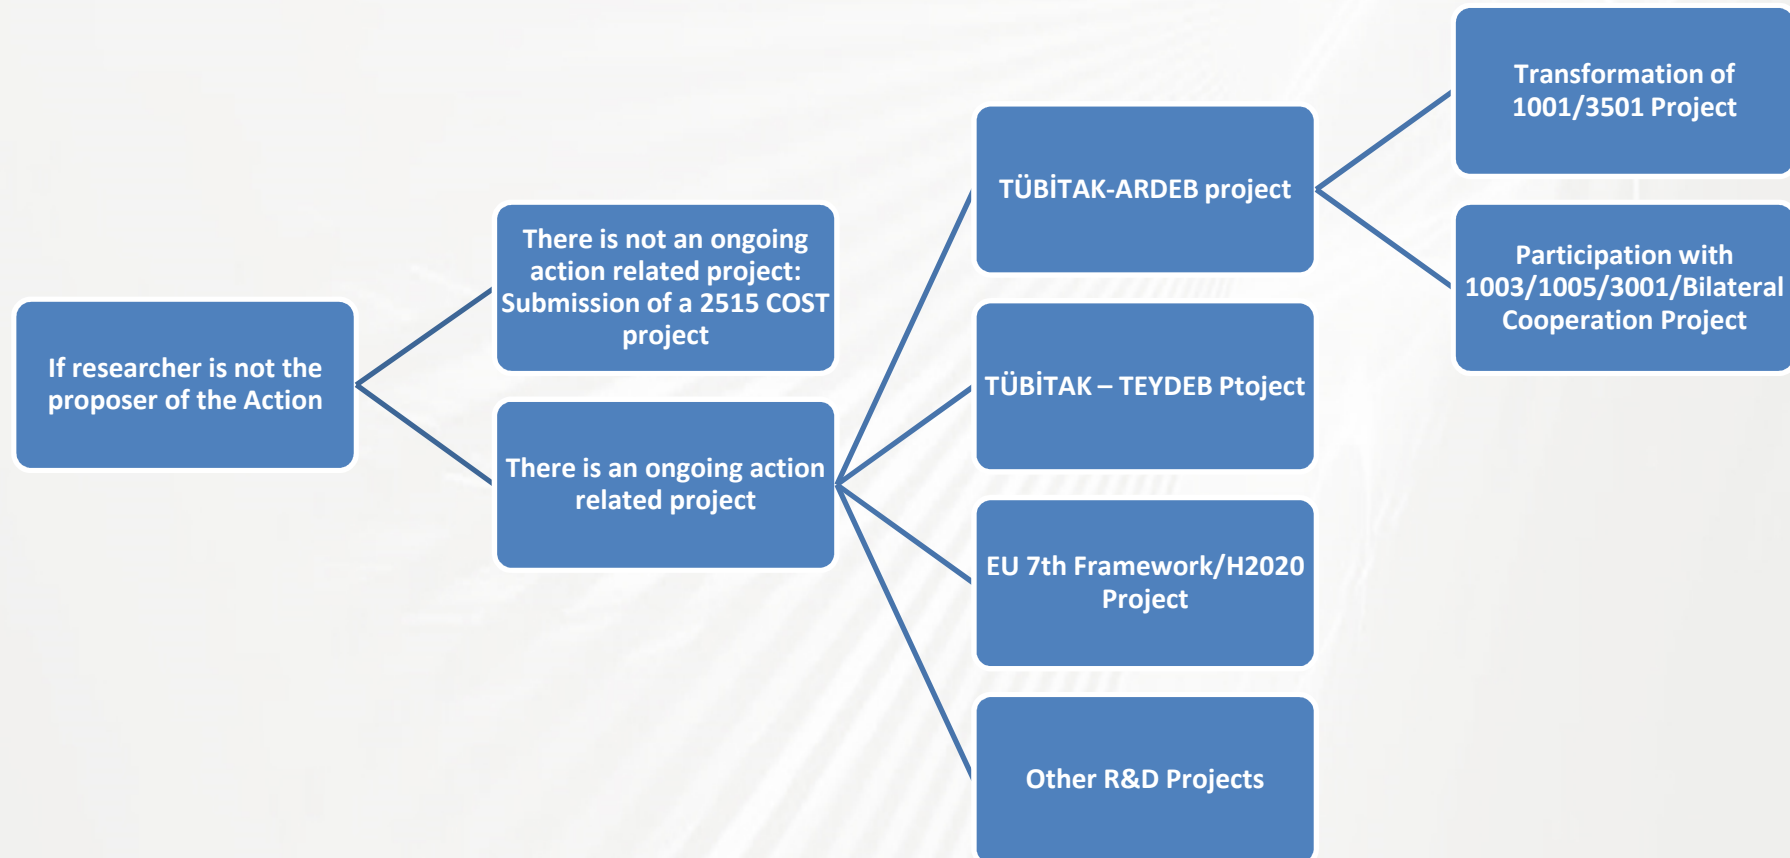 If researcher is not the
proposer of the Action
There is not an ongoing
action related project:
Submission of a 2515 COST
project
There is an ongoing action
related project
TÜBİTAK-ARDEB project
TÜBİTAK – TEYDEB Ptoject
EU 7th Framework/H2020
Project
Other R&D Projects
Transformation of
1001/3501 Project
Participation with
1003/1005/3001/Bilateral
Cooperation Project